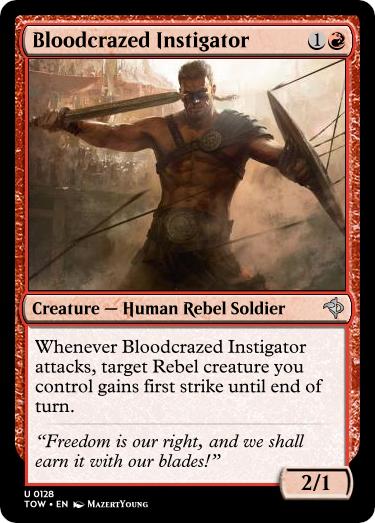 Bloodcrazed Instigator 1
Creature — Human Rebel Soldier
Whenever Bloodcrazed Instigator
attacks, target Rebel creature you
control gains first strike until end of
turn.
“Freedom is our right, and we shall
earn it with our blades!”
2/1
U 0128
TOW • EN MazertYoung